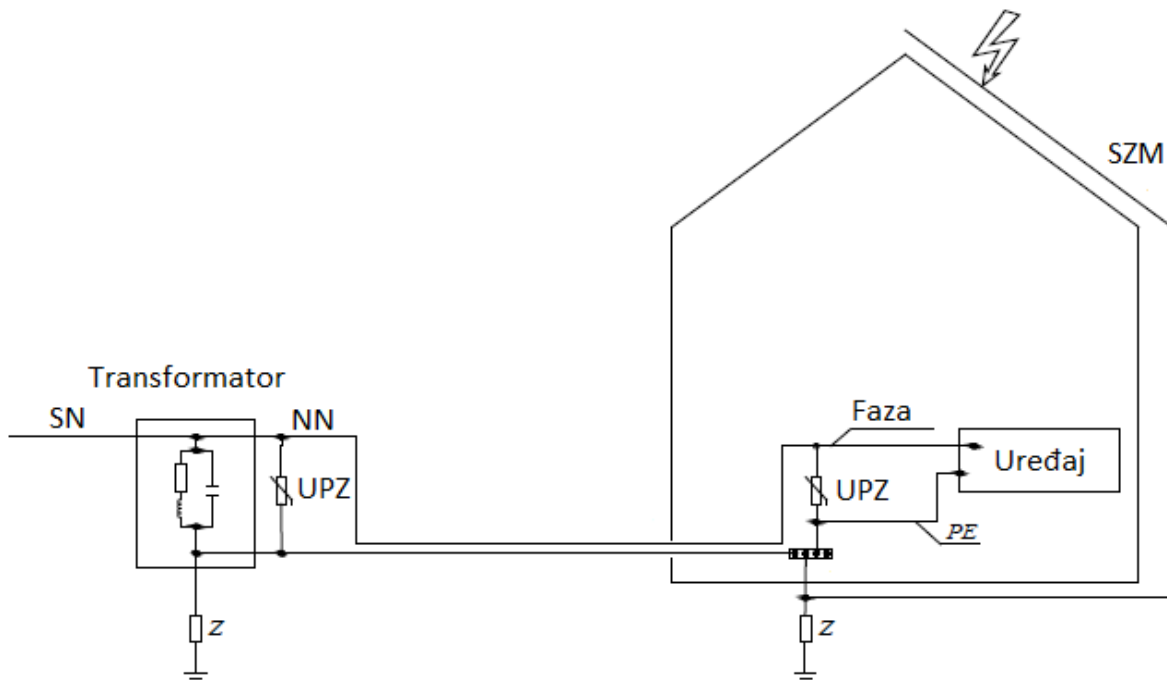 SZM
Transformator
SN
NN
Faza
UPZ
UPZ
Uređaj
PE
Z
Z